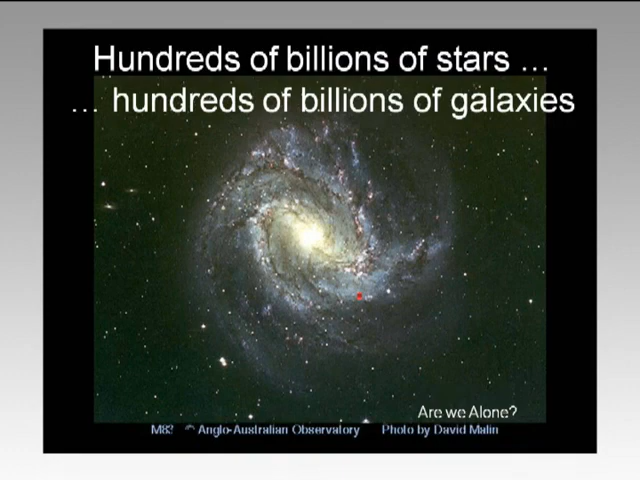 Hundreds of billions of stars ...
... hundreds of billions of galaxies
Are we Alone?
© Anglo-Australian Observatory Photo by David Malin